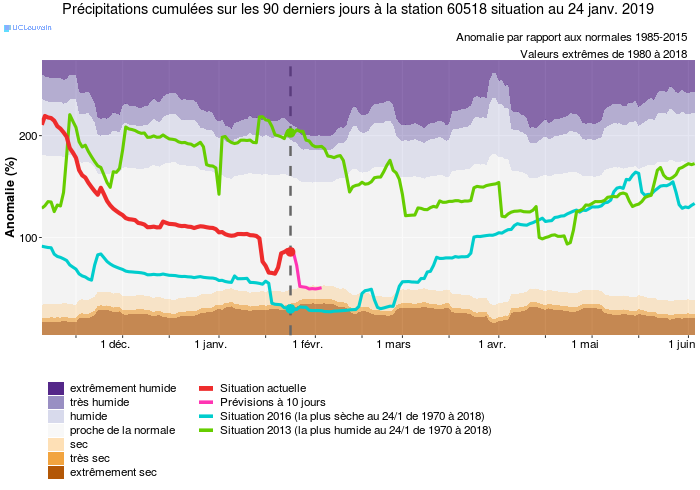 Précipitations cumulées sur les 90 derniers jours à la station 60518 situation au 24 janv. 2019
UCLouvain
Anomalie par rapport aux normales 1985-2015
Valeurs extrêmes de 1980 à 2018
Anomalie (%)
200
100
1 déc.
1 janv.
1 févr.
1 mars
1 avr.
1 mai
1 juin
extrêmement humide
très humide
humide
proche de la normale
sec
très sec
extrêmement sec
Situation actuelle
Prévisions à 10 jours
Situation 2016 (la plus sèche au 24/1 de 1970 à 2018)
Situation 2013 (la plus humide au 24/1 de 1970 à 2018)